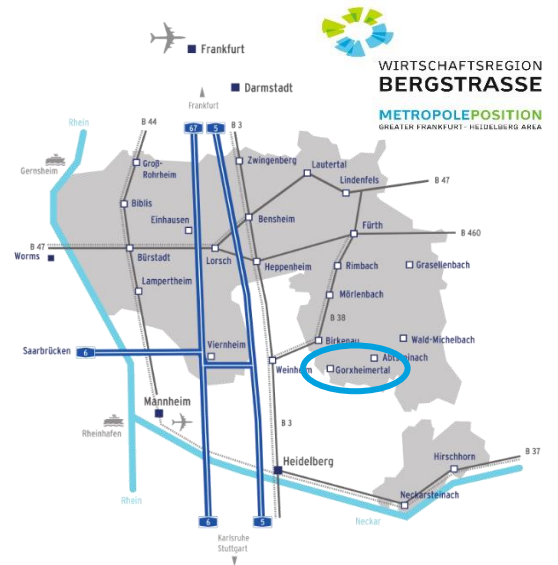 Frankfurt
WIRTSCHAFTSREGION
BERGSTRASSE
Darmstadt
METROPOLEPOSITION
GREATER FRANKFURT- HEIDELBERG AREA
Frankfurt
Rhein
B 44
67
5
B 3
Gernsheim
Groß-
Rohrheim
Zwingenberg
Lautertal
Lindenfels
B 47
Biblis
Einhausen
Bensheim
Fürth
B 460
B 47
Worms
Bürstadt
Lorsch
Heppenheim
Rimbach
Grasellenbach
Lampertheim
Mörlenbach
B 38
Saarbrücken
6
Viernheim
Birkenau
Wald-Michelbach
Abtsteinach
Weinheim
Gorxheimertal
Mannheim
Rheinhafen
B 3
Heidelberg
Hirschhorn
B 37
Rhein
Neckarsteinach
6
5
Neckar
Karlsruhe
Stuttgart